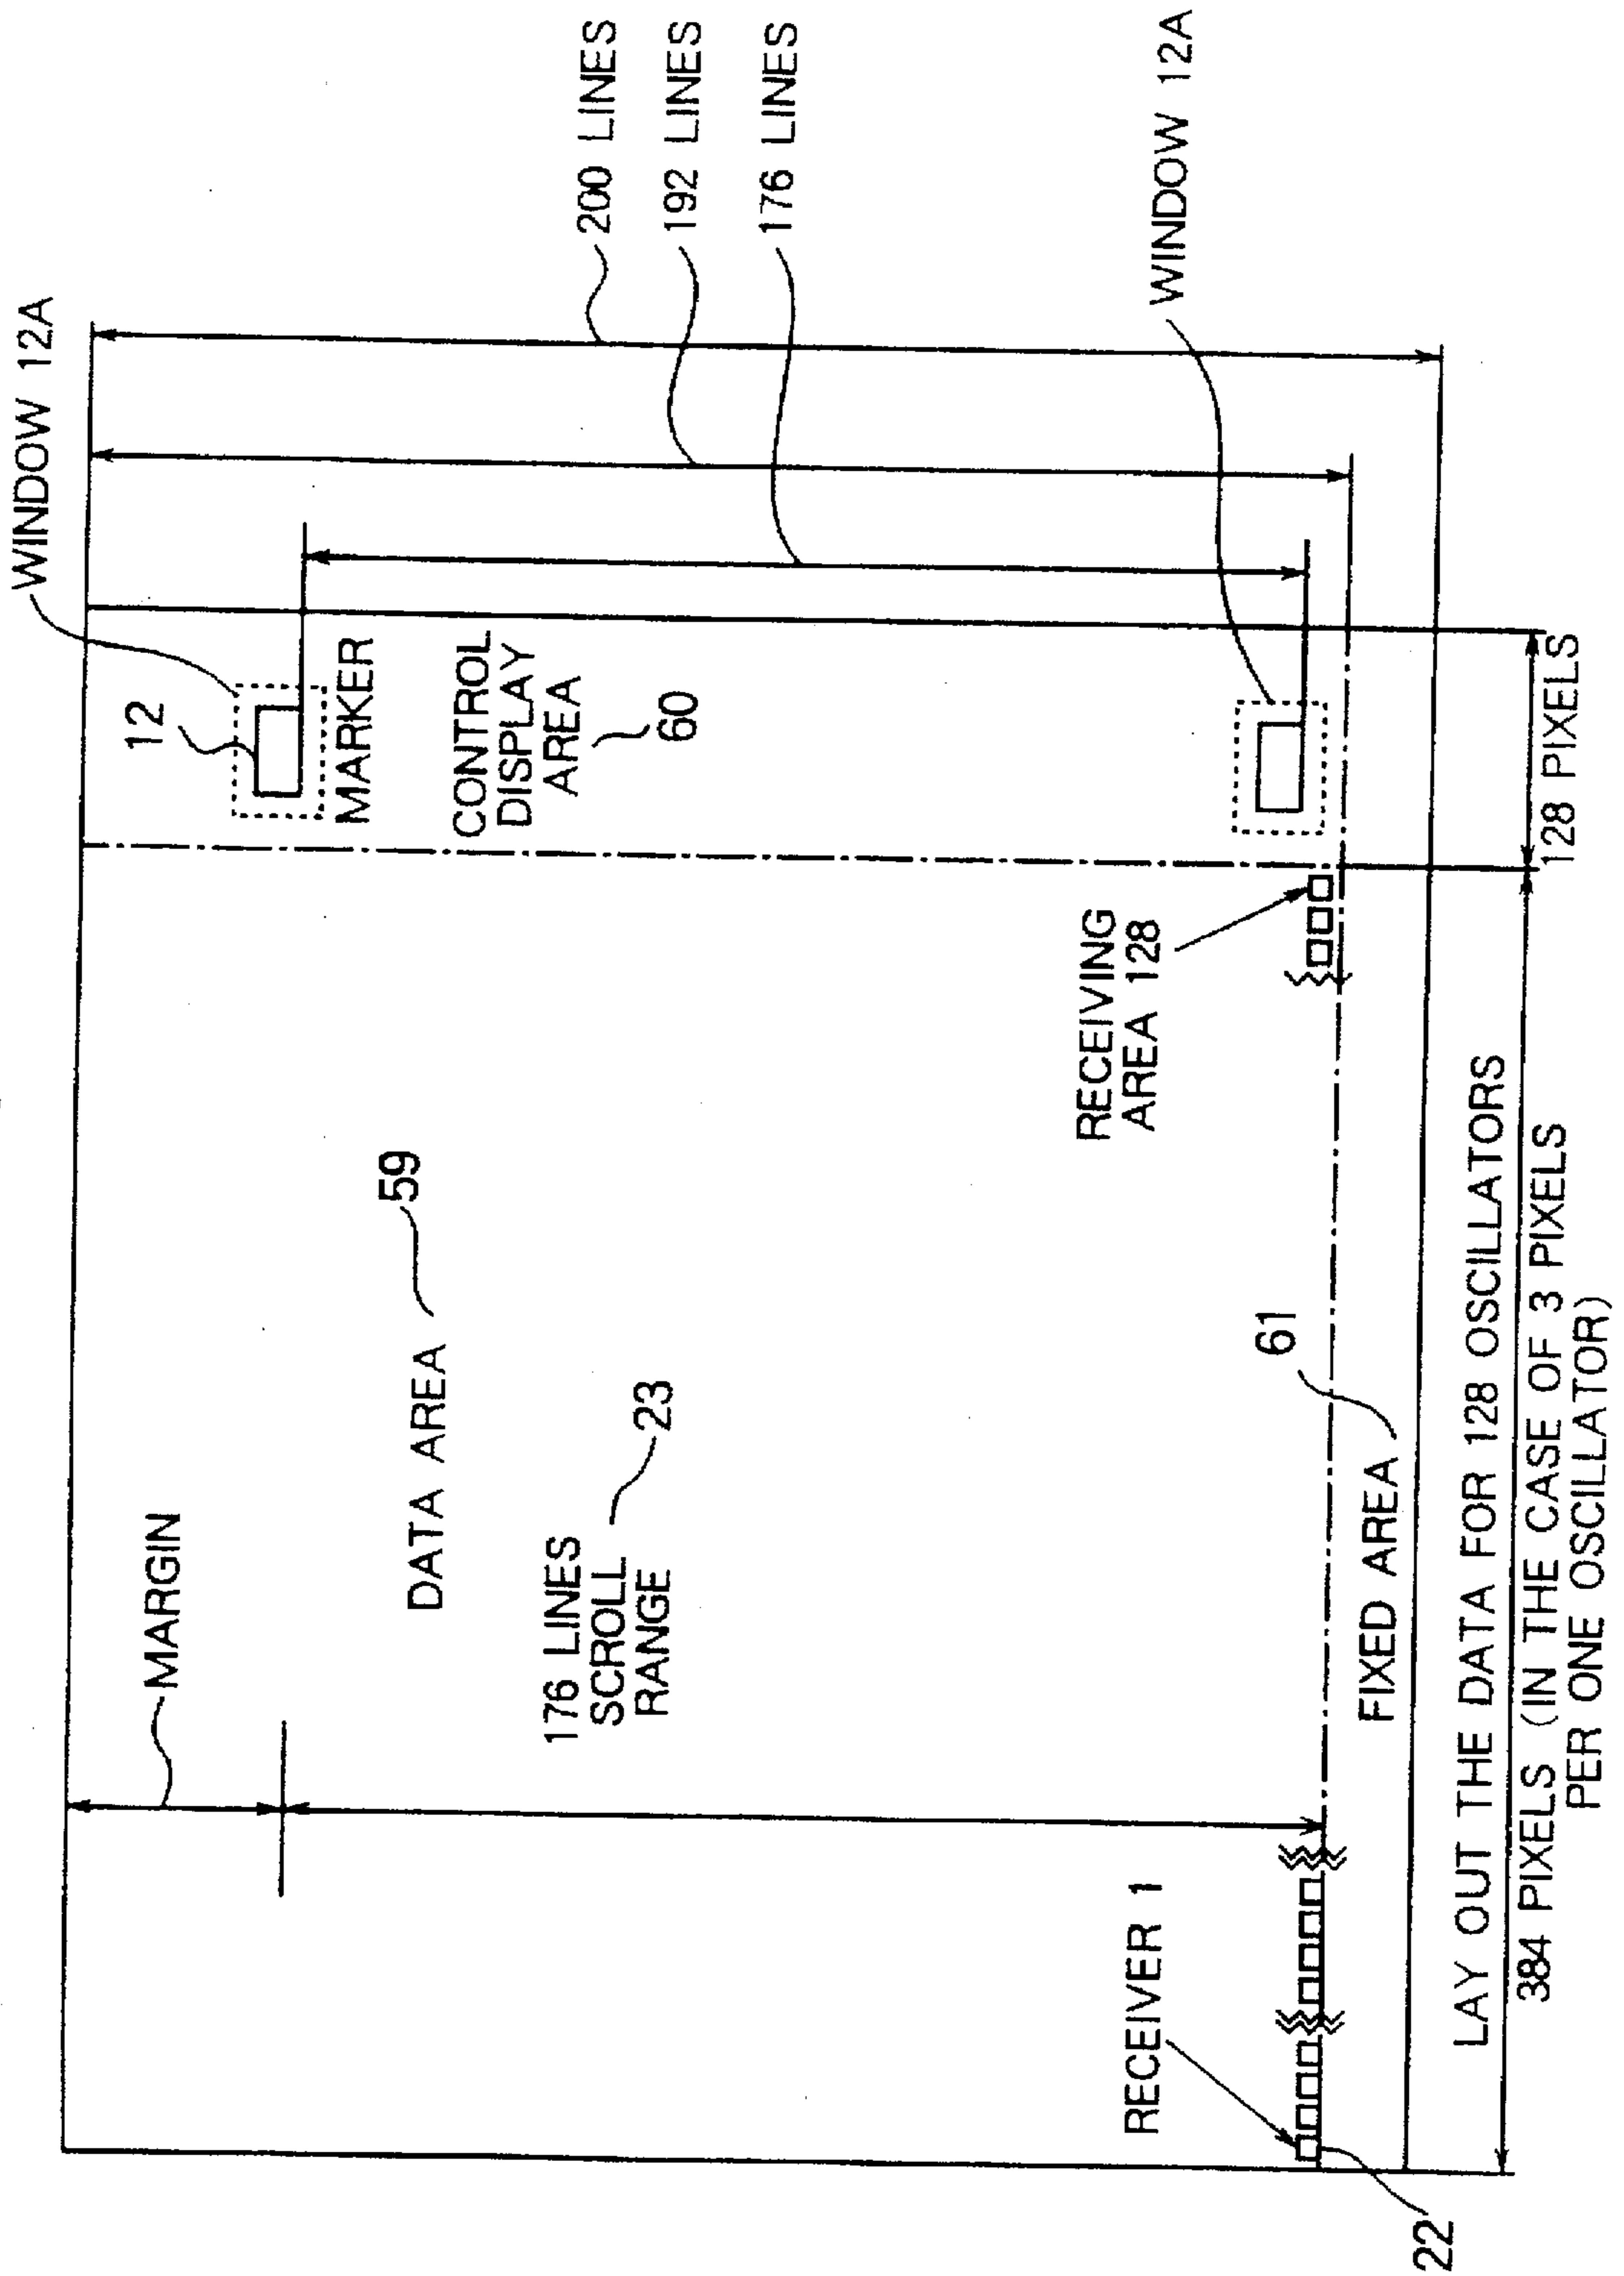 WINDOW 12A
200 LINES
192 LINES
176 LINES
WINDOW 12A
12
MARKER
CONTROL
DISPLAY
AREA
60
MARGIN
DATA AREA
59
176 LINES
SCROLL
RANGE
23
RECEIVER 1
RECEIVING
AREA 128
61
FIXED AREA
22
128 PIXELS
LAY OUT THE DATA FOR 128 OSCILLATORS
384 PIXELS (IN THE CASE OF 3 PIXELS
PER ONE OSCILLATOR)